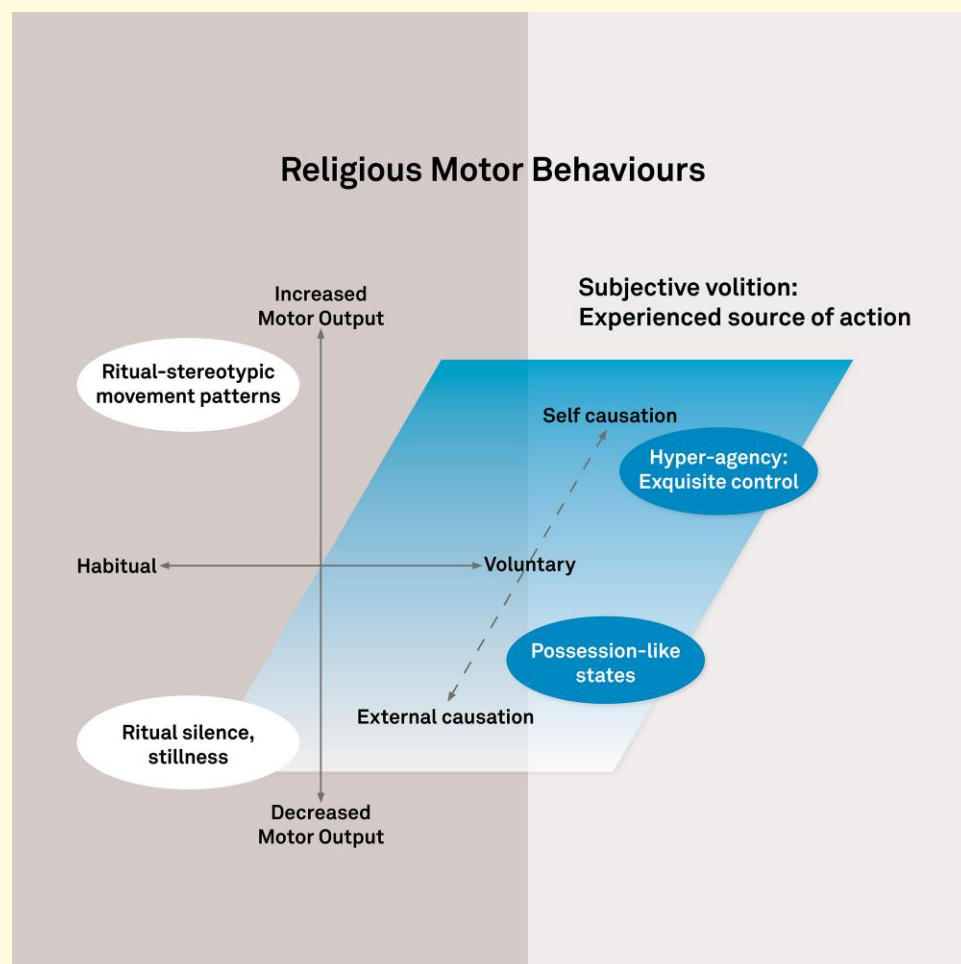 Religious Motor Behaviours
Increased
Motor Output
Subjective volition:
Experienced source of action
Ritual-stereotypic
movement patterns
Self causation
Hyper-agency:
Exquisite control
Habitual
Voluntary
Possession-like
states
External causation
Ritual silence,
stillness
Decreased
Motor Output